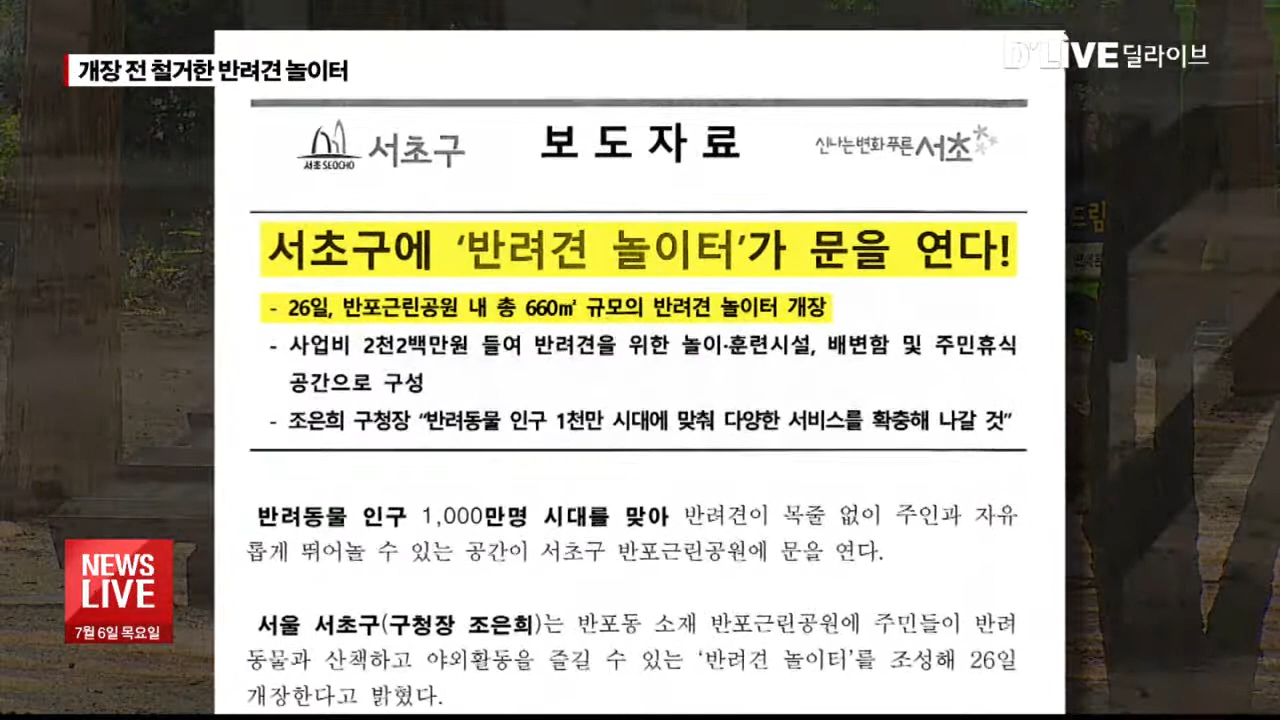 개장 전 철거한 반려견 놀이터
D'LIVE 딜라이브
서초 SEOCHO 서초구 보 도 자 료 신나는 변화 푸른 서초
서초구에 ‘반려견 놀이터’가 문을 연다!
- 26일, 반포근린공원 내 총 660㎡ 규모의 반려견 놀이터 개장
- 사업비 2천2백만원 들여 반려견을 위한 놀이·훈련시설, 배변함 및 주민휴식
공간으로 구성
- 조은희 구청장 “반려동물 인구 1천만 시대에 맞춰 다양한 서비스를 확충해 나갈 것”
반려동물 인구 1,000만명 시대를 맞아 반려견이 목줄 없이 주인과 자유
롭게 뛰어놀 수 있는 공간이 서초구 반포근린공원에 문을 연다.
서울 서초구(구청장 조은희)는 반포동 소재 반포근린공원에 주민들이 반려
동물과 산책하고 야외활동을 즐길 수 있는 ‘반려견 놀이터’를 조성해 26일
개장한다고 밝혔다.
NEWS
LIVE
7월 6일 목요일
드림